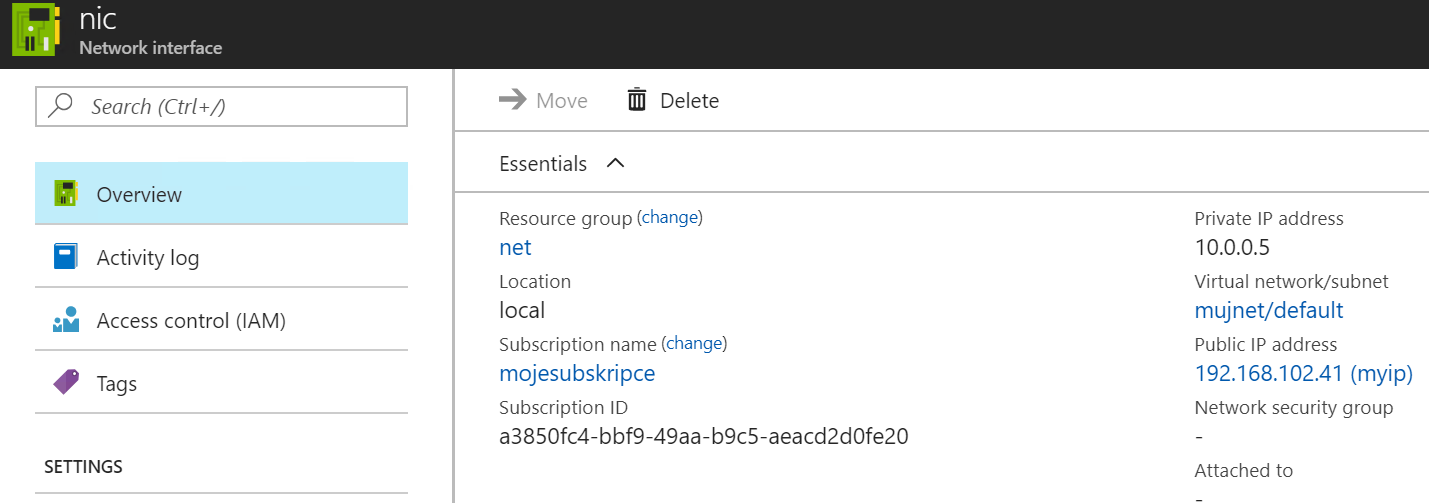 nic
Network interface
Search (Ctrl+/)
Overview
Activity log
Access control (IAM)
Tags
SETTINGS
Move
Delete
Essentials
Resource group (change)
net
Location
local
Subscription name (change)
mojesubskripce
Subscription ID
a3850fc4-bbf9-49aa-b9c5-aeacd2d0fe20
Private IP address
10.0.0.5
Virtual network/subnet
mujnet/default
Public IP address
192.168.102.41 (myip)
Network security group
-
Attached to
-